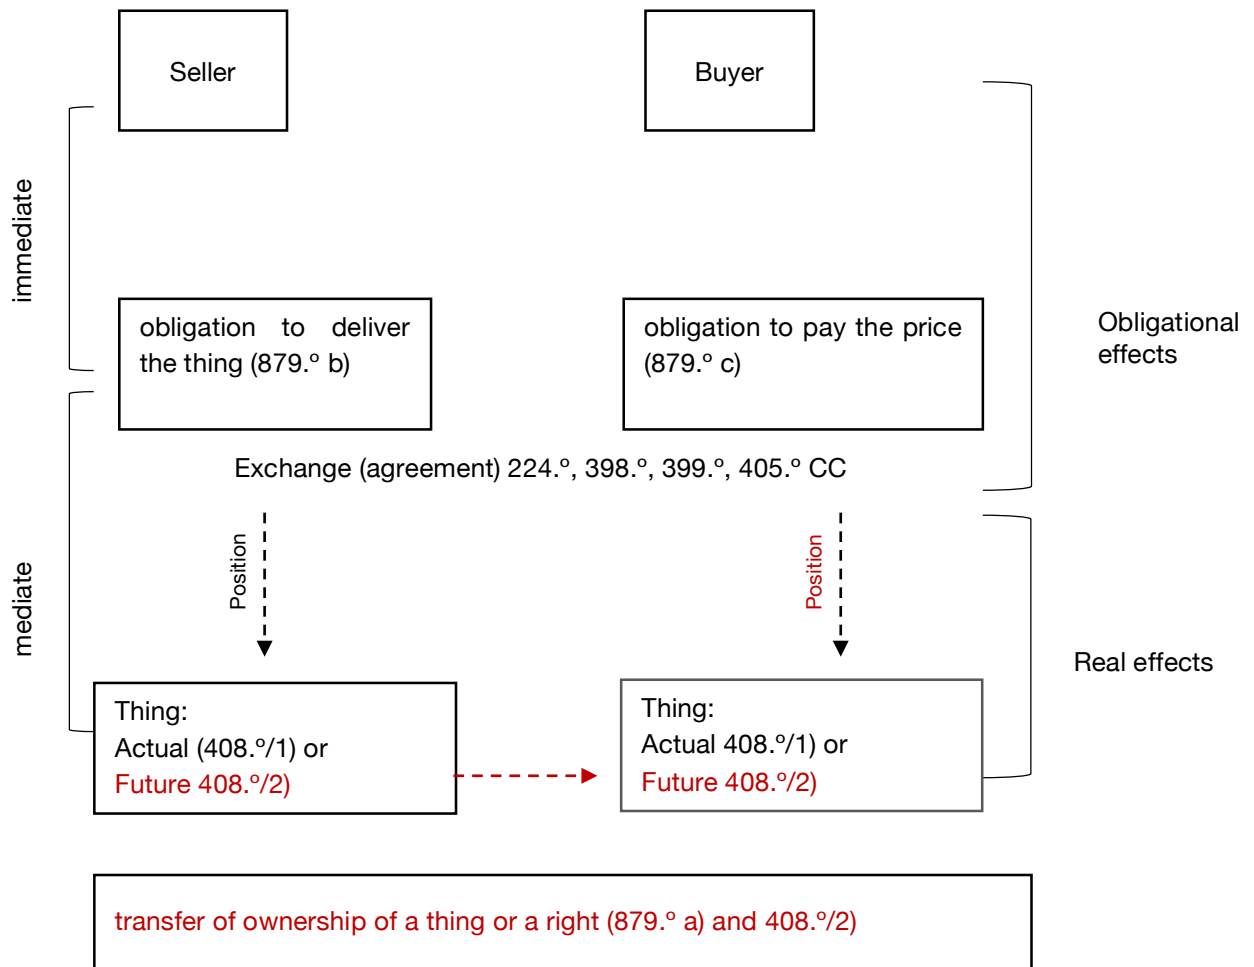 Seller
Buyer
immediate
obligation to deliver
the thing (879.º b)
obligation to pay the price
(879.º c)
Obligational
effects
Exchange (agreement) 224.º, 398.º, 399.º, 405.º CC
mediate
Position
Position
Real effects
Thing:
Actual (408.º/1) or
Future 408.º/2)
Thing:
Actual 408.º/1) or
Future 408.º/2)
transfer of ownership of a thing or a right (879.º a) and 408.º/2)